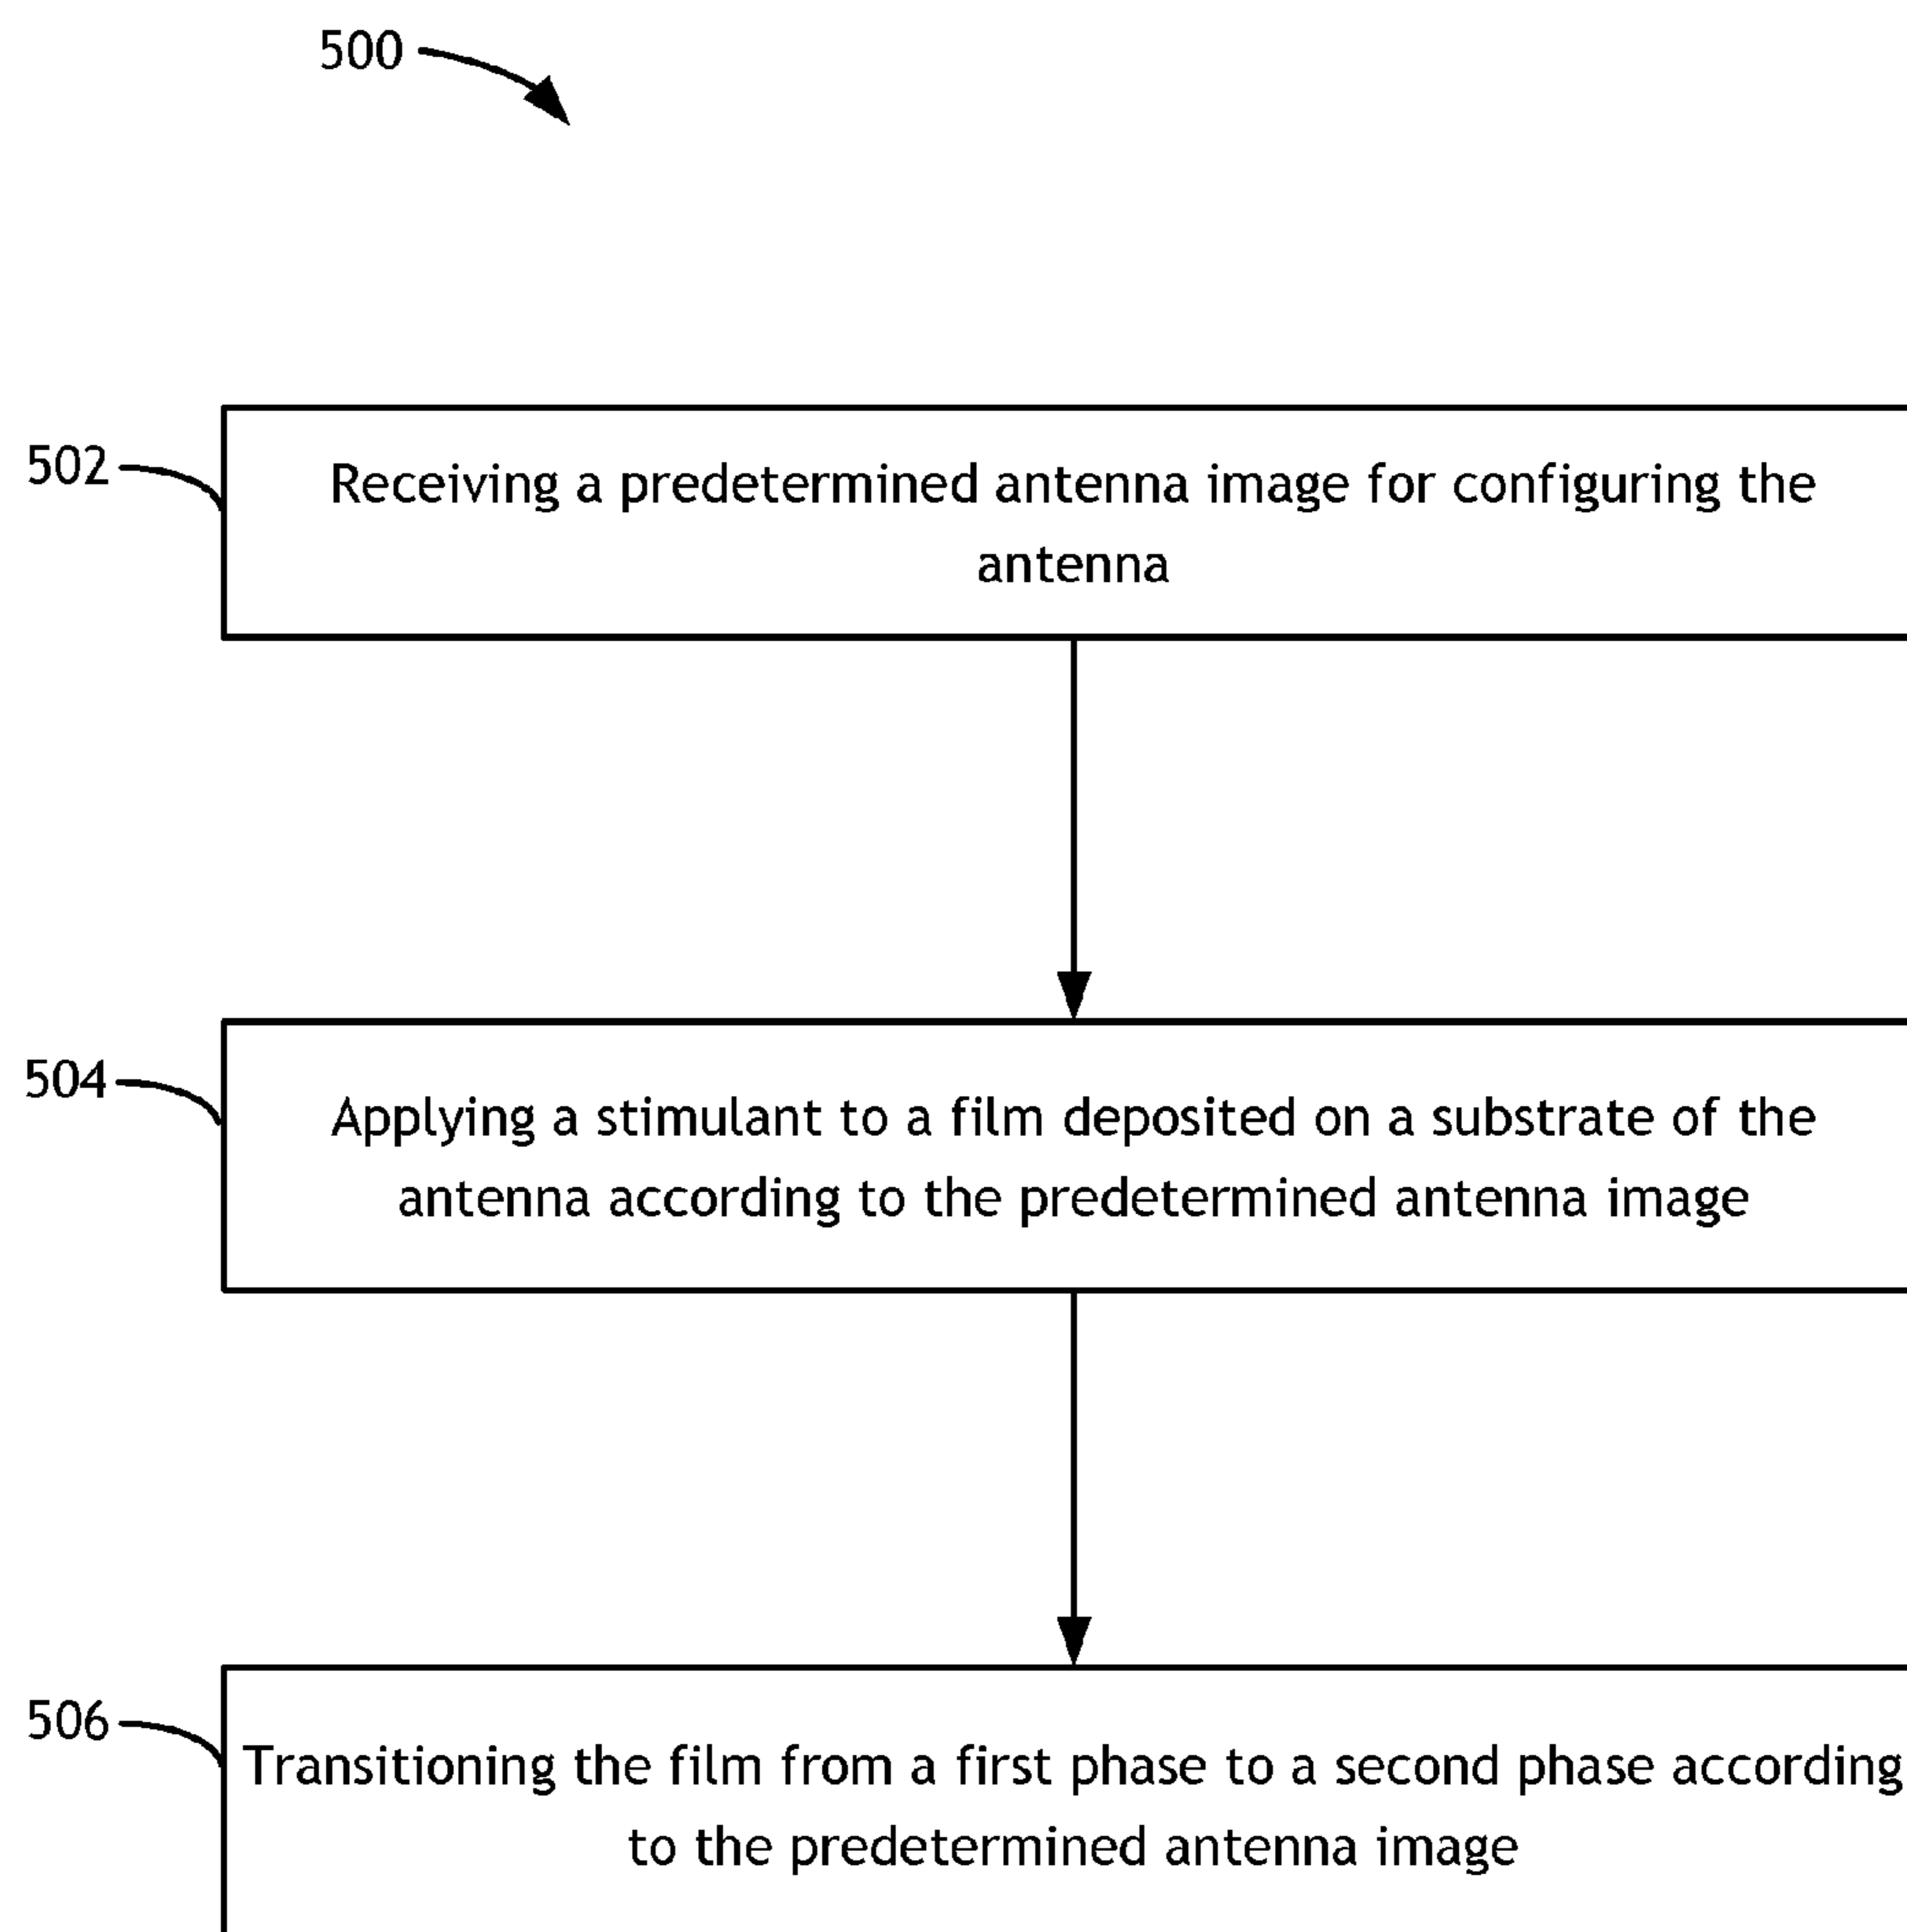 500
502
Receiving a predetermined antenna image for configuring the
antenna
504
Applying a stimulant to a film deposited on a substrate of the
antenna according to the predetermined antenna image
506
Transitioning the film from a first phase to a second phase according
to the predetermined antenna image